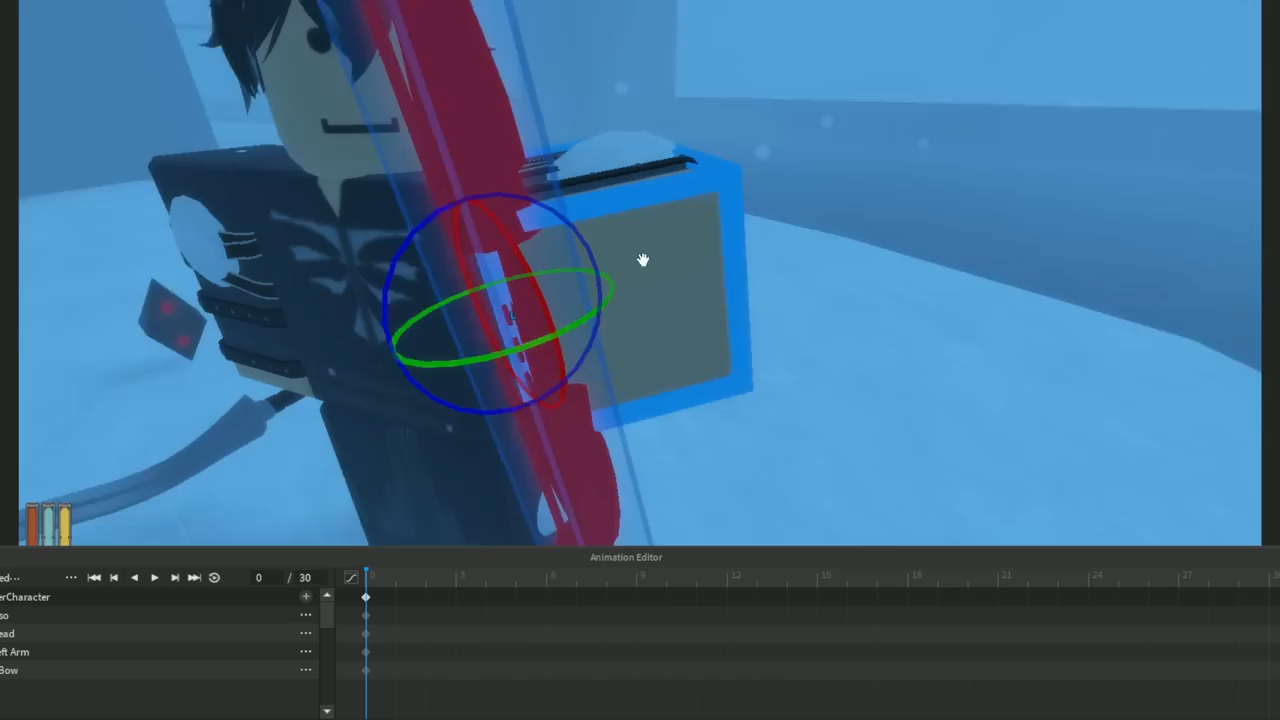 Animation Editor
ed··· ··· 0 / 30 0 3 6 9 12 15 18 21 24 27
erCharacter
so
ead
eft Arm
Bow